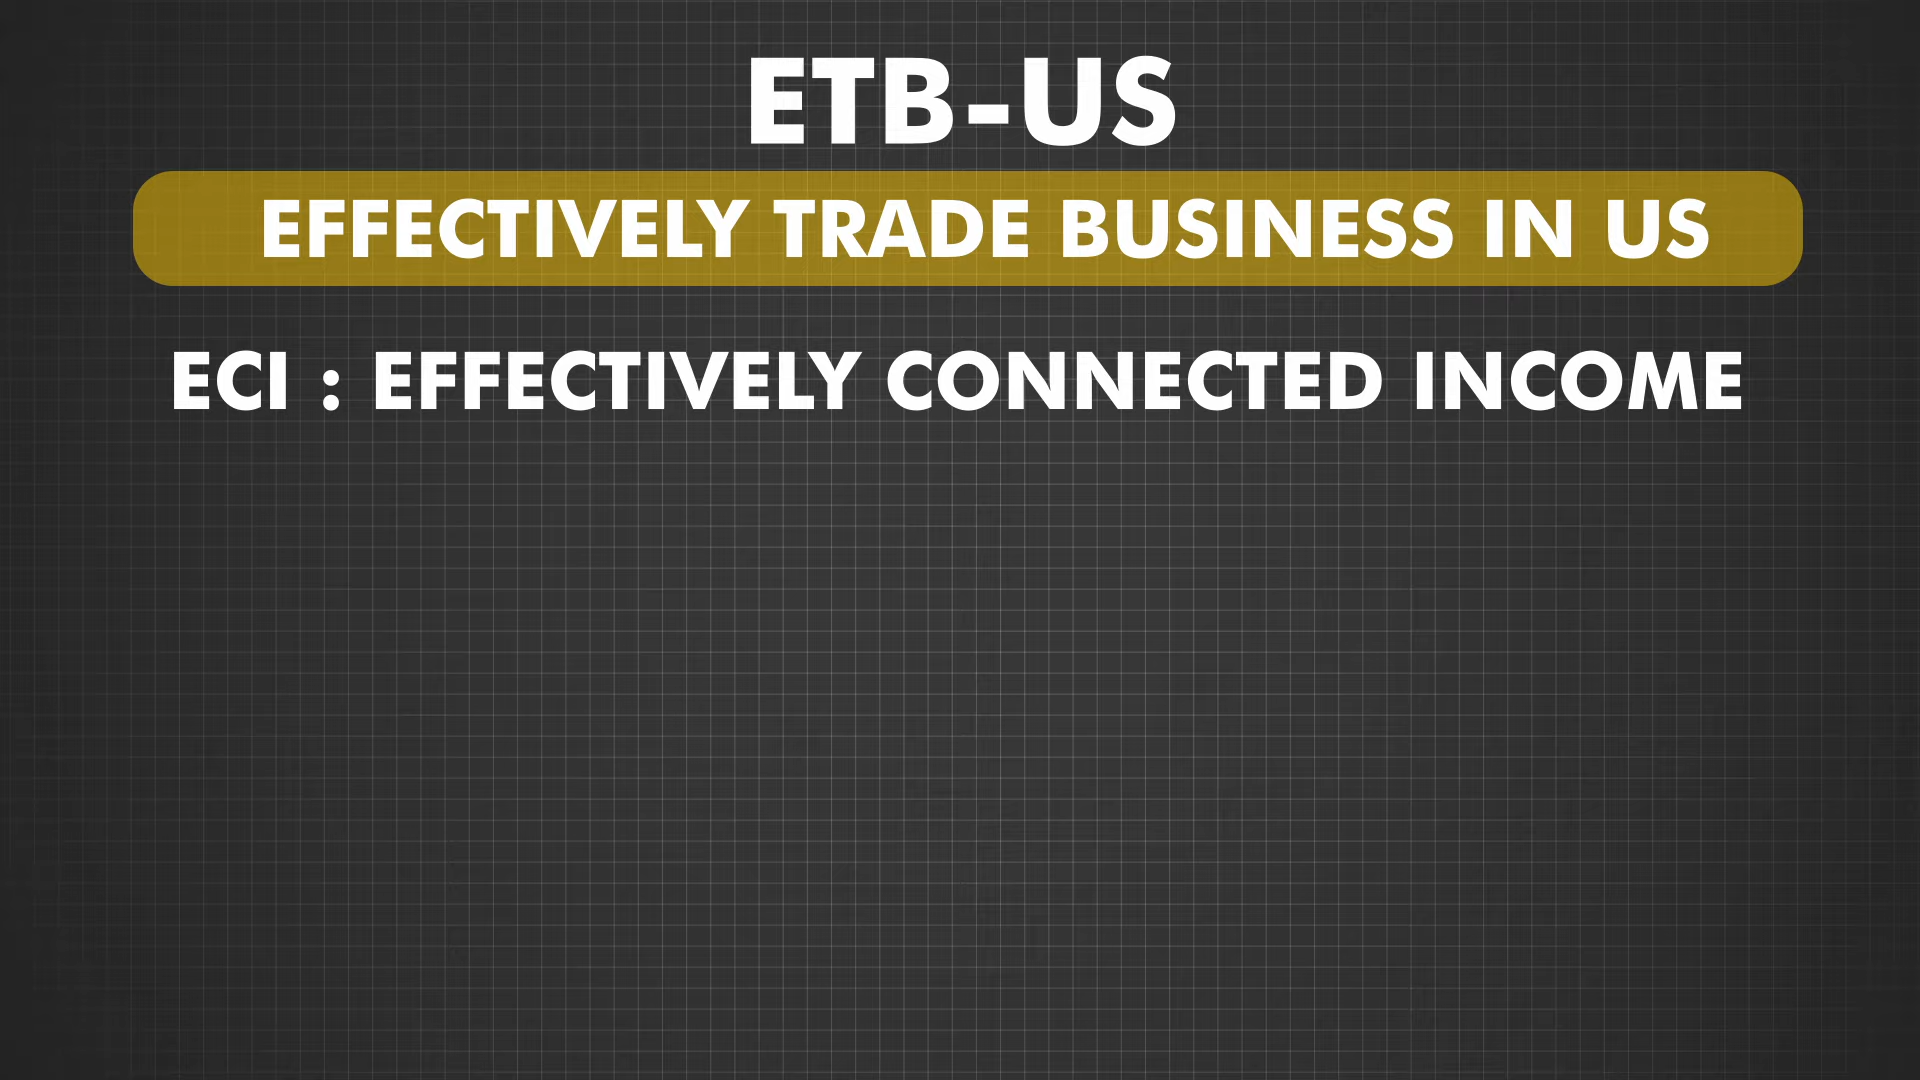 ETB-US
EFFECTIVELY TRADE BUSINESS IN US
ECI : EFFECTIVELY CONNECTED INCOME